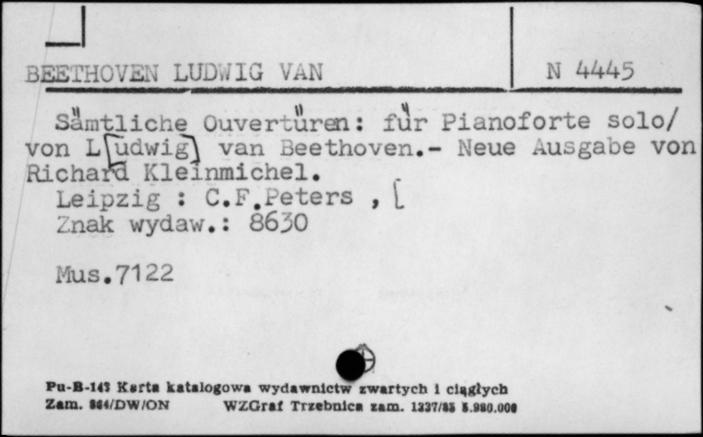 BEETHOVEN LUDWIG VAN N 4445
Sämtliche Ouvertüren: für Pianoforte solo/
von L[udwig] van Beethoven.- Neue Ausgabe von
Richard Kleinmichel.
Leipzig : C.F.Peters , [
Znak wydaw.: 8630
Mus.7122
Pu-B-143 Karta katalogowa wydawnictw zwartych i ciągłych
Zam. 864/DW/ON WZGraf Trzebnica zam. 1337/85 5.980.000